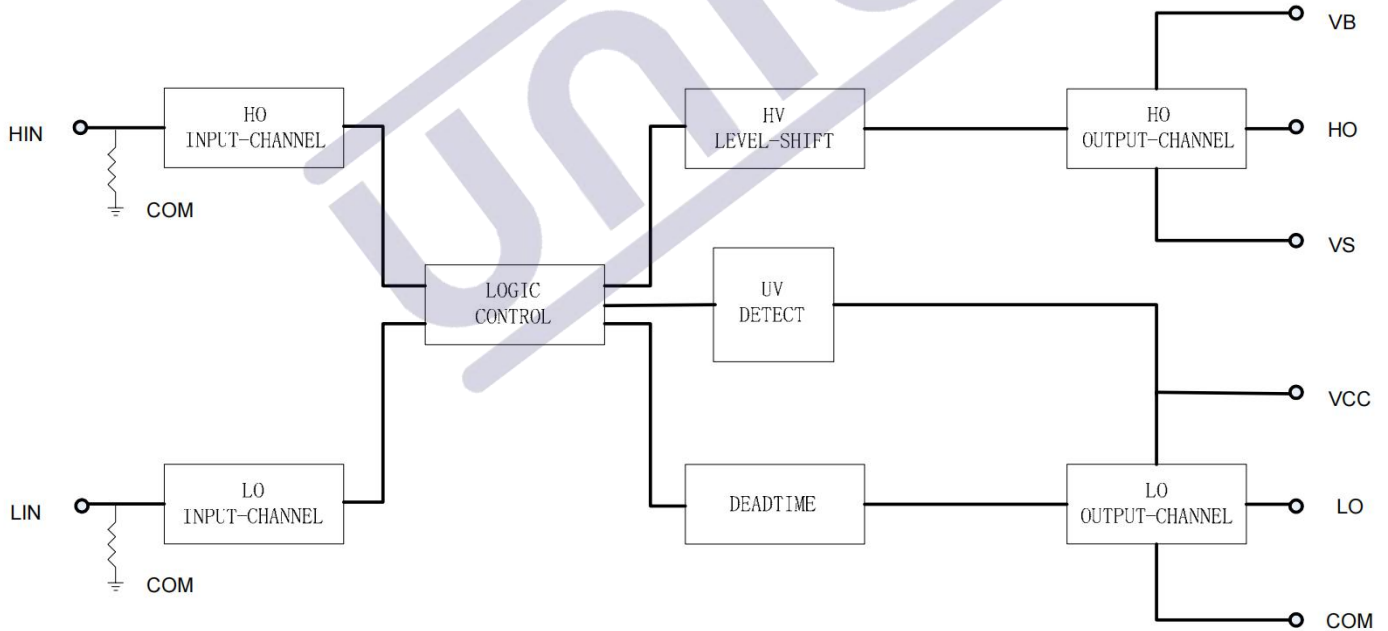 VB
HO
INPUT-CHANNEL
HV
LEVEL-SHIFT
HO
OUTPUT-CHANNEL
HIN
HO
COM
VS
LOGIC
CONTROL
UV
DETECT
VCC
LO
INPUT-CHANNEL
DEADTIME
LO
OUTPUT-CHANNEL
LIN
LO
COM
COM